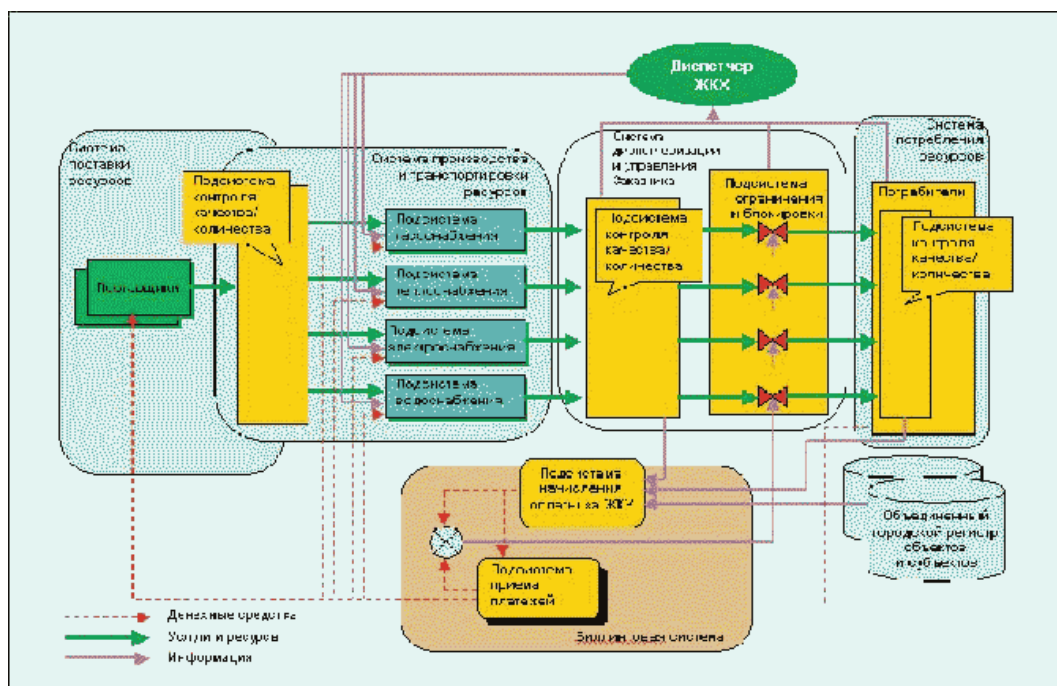 Диспетчер
ЖКХ
Система
поставки
ресурсов
Поставщики
Подсистема
контроля
качества/
количества
Система производства
и транспортировки
ресурсов
Подсистема
газоснабжения
Подсистема
теплоснабжения
Подсистема
электроснабжения
Подсистема
водоснабжения
Система
диспетчеризации
и управления
Заказчика
Подсистема
контроля
качества/
количества
Подсистема
ограничения
и блокировки
Система
потребления
ресурсов
Потребители
Подсистема
контроля
качества/
количества
Подсистема
начисления
оплаты за ЖКУ
Подсистема
приема
платежей
Биллинговая система
Объединенный
городской регистр
объектов
и субъектов
Денежные средства
Услуги и ресурсы
Информация